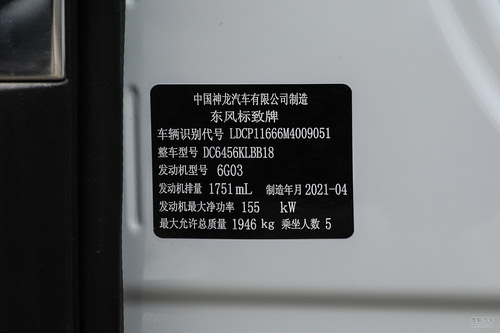 中国神龙汽车有限公司制造
东风标致牌
车辆识别代号 LDCP11666M4009051
整车型号 DC6456KLBB18
发动机型号 6G03
发动机排量 1751mL 制造年月 2021-04
发动机最大净功率 155 kW
最大允许总质量 1946 kg 乘坐人数 5